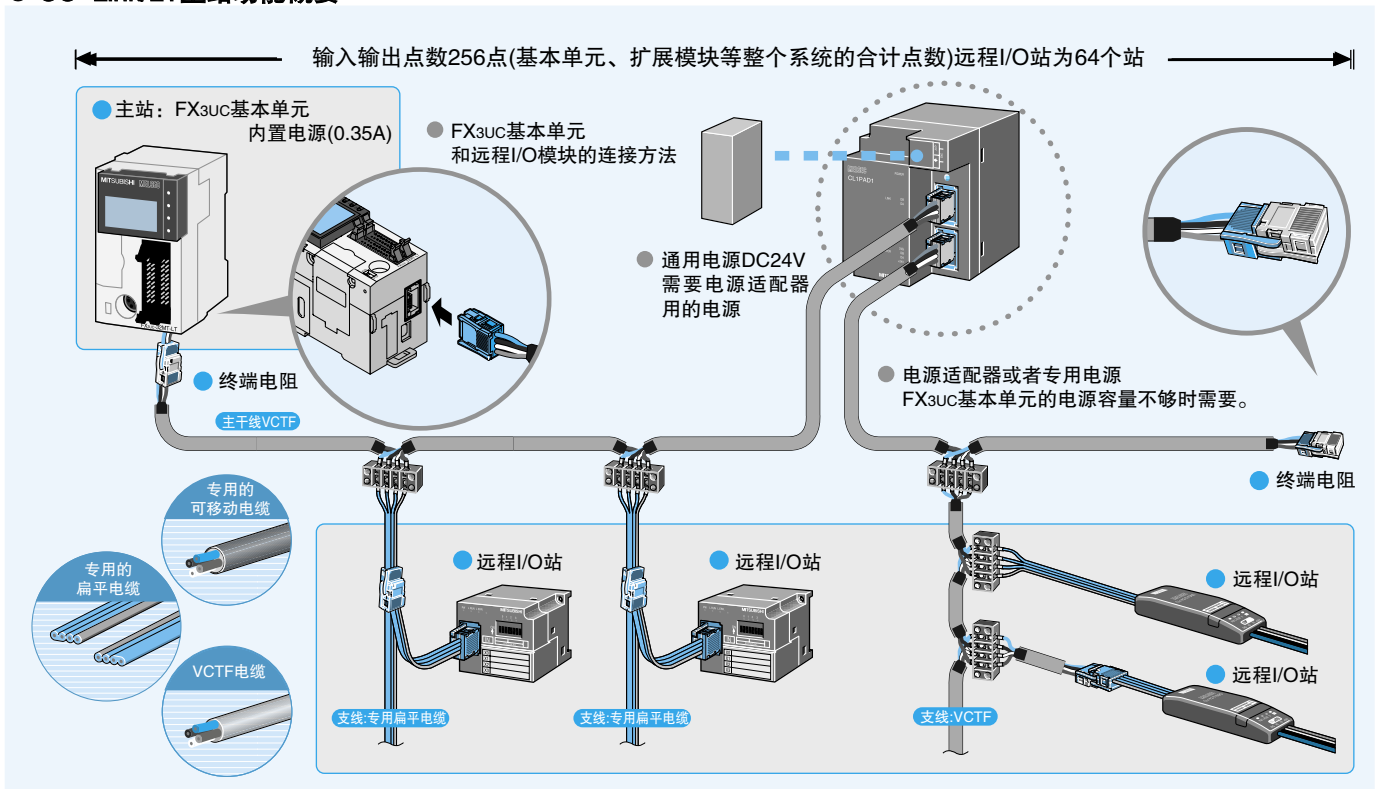 输入输出点数256点(基本单元、扩展模块等整个系统的合计点数)远程I/O站为64个站
主站：FX3UC基本单元
内置电源(0.35A)
FX3UC基本单元
和远程I/O模块的连接方法
MITSUBISHI
CL1PAD1
通用电源DC24V
需要电源适配器
用的电源
终端电阻
电源适配器或者专用电源
FX3UC基本单元的电源容量不够时需要。
主干线VCTF
终端电阻
专用的
可移动电缆
专用的
扁平电缆
VCTF电缆
远程I/O站
远程I/O站
远程I/O站
远程I/O站
MITSUBISHI
MITSUBISHI
支线:专用扁平电缆
支线:专用扁平电缆
支线:VCTF